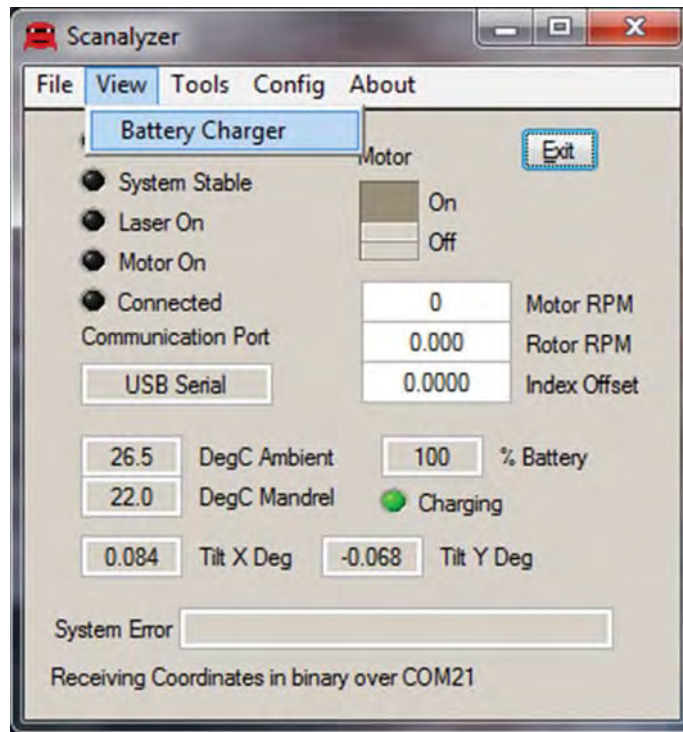 Scanalyzer
File View Tools Config About
Battery Charger
Motor
Exit
System Stable
On
Laser On
Off
Motor On
Connected
0 Motor RPM
Communication Port
0.000 Rotor RPM
USB Serial
0.0000 Index Offset
26.5 DegC Ambient 100 % Battery
22.0 DegC Mandrel Charging
0.084 Tilt X Deg -0.068 Tilt Y Deg
System Error
Receiving Coordinates in binary over COM21